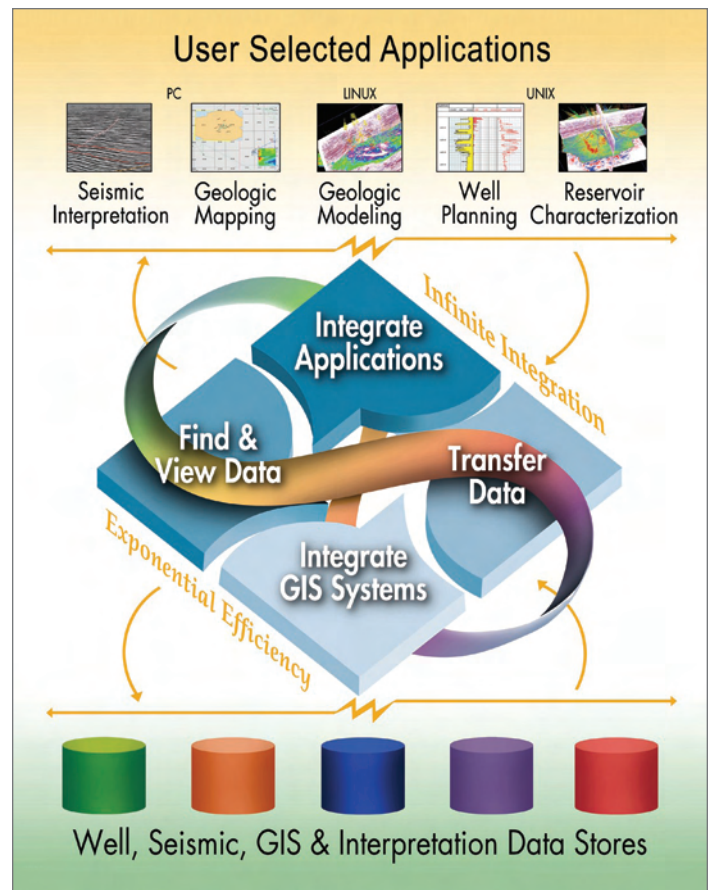 User Selected Applications
PC LINUX UNIX
Seismic Interpretation
Geologic Mapping
Geologic Modeling
Well Planning
Reservoir Characterization
Infinite Integration
Integrate
Applications
Find &
View Data
Transfer
Data
Integrate
GIS Systems
Exponential Efficiency
Well, Seismic, GIS & Interpretation Data Stores